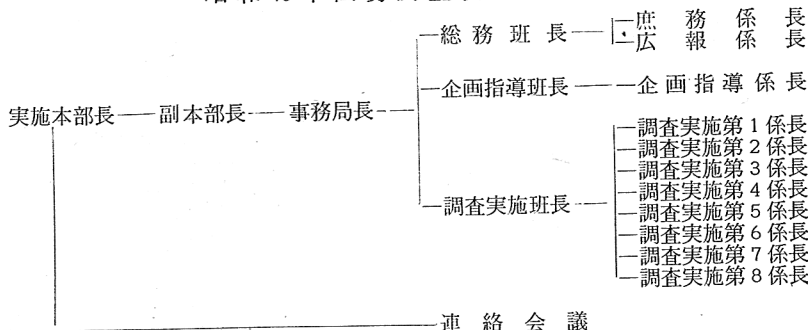 総務班長
庶務係長
広報係長
企画指導班長
企画指導係長
実施本部長
副本部長
事務局長
調査実施班長
調査実施第1係長
調査実施第2係長
調査実施第3係長
調査実施第4係長
調査実施第5係長
調査実施第6係長
調査実施第7係長
調査実施第8係長
連絡会議